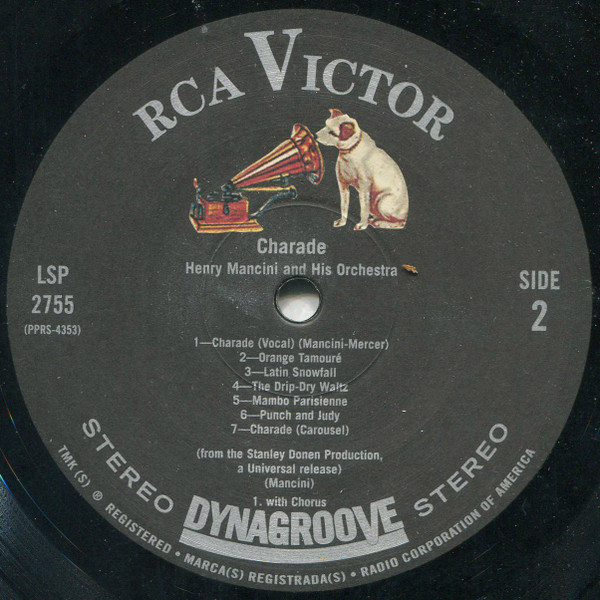 RCA VICTOR
Charade
Henry Mancini and His Orchestra
LSP
2755
(PPRS-4353)
SIDE
2
1—Charade (Vocal) (Mancini-Mercer)
2—Orange Tamouré
3—Latin Snowfall
4—The Drip-Dry Waltz
5—Mambo Parisienne
6—Punch and Judy
7—Charade (Carousel)
(from the Stanley Donen Production,
a Universal release)
(Mancini)
1. with Chorus
STEREO
DYNAGROOVE
STEREO
TMK(S) ® REGISTERED • MARCA(S) REGISTRADA(S) • RADIO CORPORATION OF AMERICA